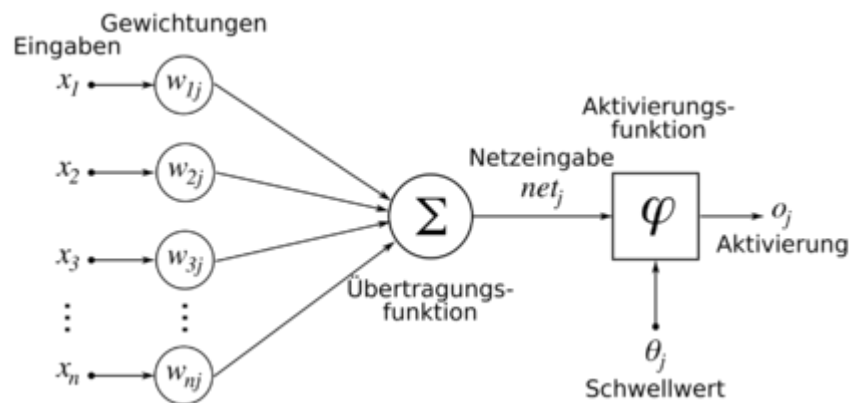 Gewichtungen
Eingaben
x1
w1j
x2
w2j
x3
w3j
xn
wnj
Σ
Übertragungs-
funktion
Netzeingabe
netj
Aktivierungs-
funktion
φ
oj
Aktivierung
θj
Schwellwert